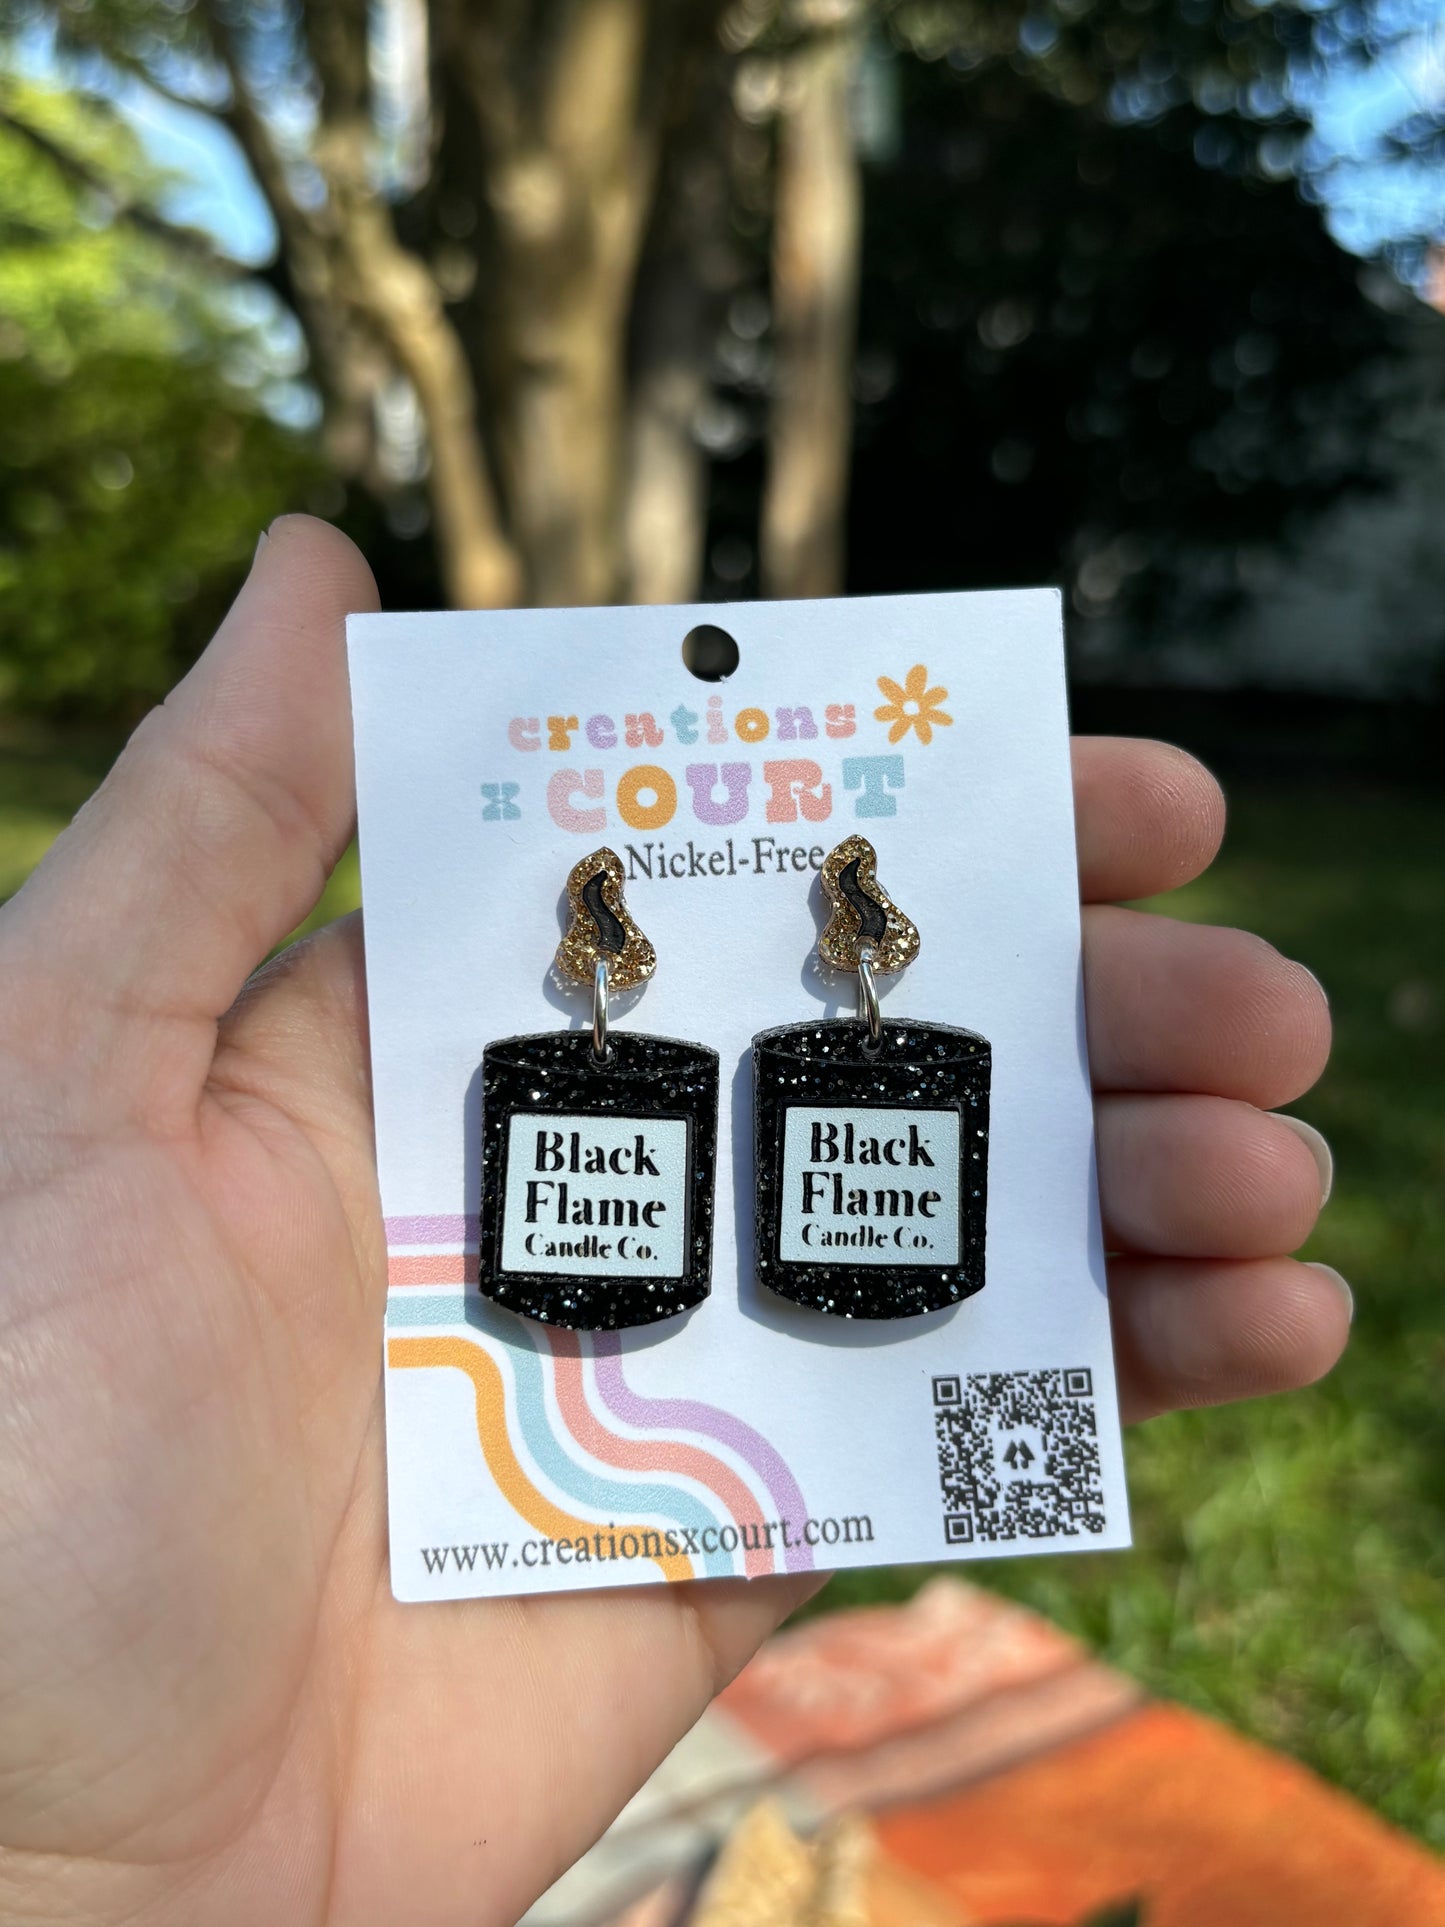 creations
x COURT
Nickel-Free
Black
Flame
Candle Co.
Black
Flame
Candle Co.
www.creationsxcourt.com